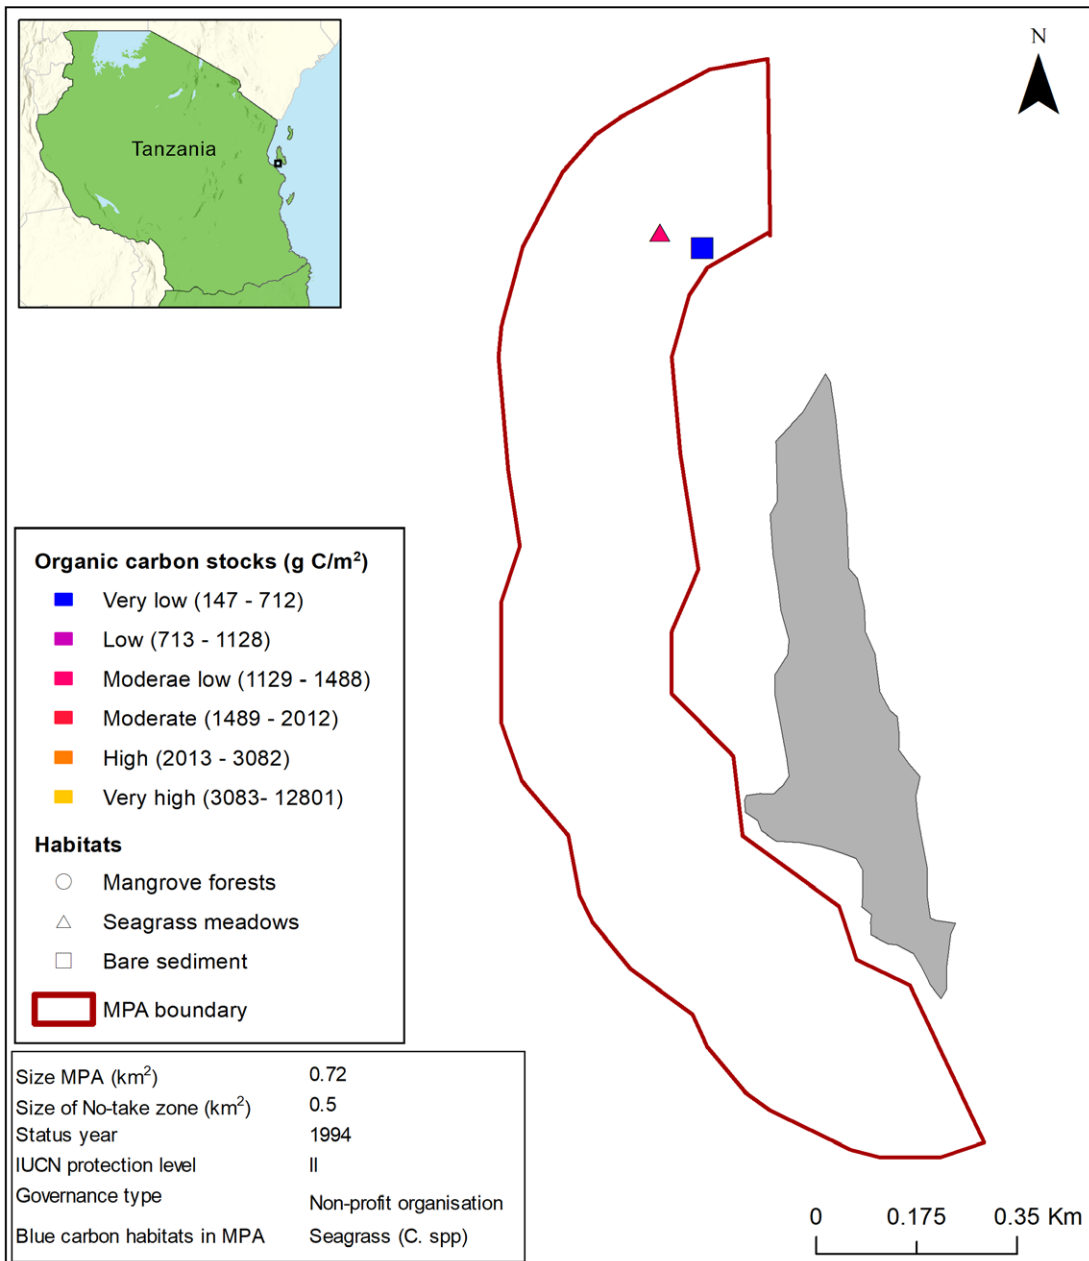 Tanzania
N
Organic carbon stocks (g C/m²)
Very low (147 - 712)
Low (713 - 1128)
Moderae low (1129 - 1488)
Moderate (1489 - 2012)
High (2013 - 3082)
Very high (3083- 12801)
Habitats
Mangrove forests
Seagrass meadows
Bare sediment
MPA boundary
Size MPA (km²) 0.72
Size of No-take zone (km²) 0.5
Status year 1994
IUCN protection level II
Governance type Non-profit organisation
Blue carbon habitats in MPA Seagrass (C. spp)
0 0.175 0.35 Km